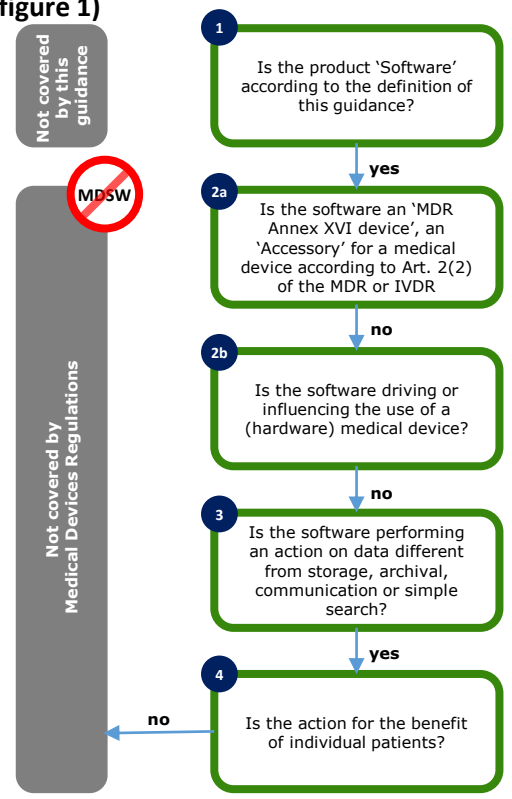 figure 1)
Not covered
by this
guidance
1
Is the product ‘Software’
according to the definition of
this guidance?
yes
MDSW
2a
Is the software an ‘MDR
Annex XVI device’, an
‘Accessory’ for a medical
device according to Art. 2(2)
of the MDR or IVDR
no
2b
Is the software driving or
influencing the use of a
(hardware) medical device?
no
Not covered by
Medical Devices Regulations
3
Is the software performing
an action on data different
from storage, archival,
communication or simple
search?
yes
4
Is the action for the benefit
of individual patients?
no